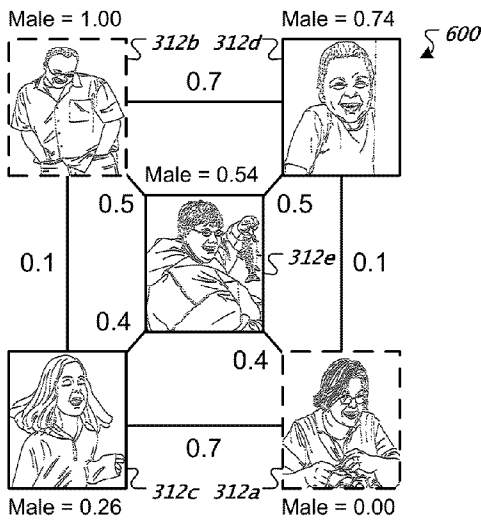 Male = 1.00
Male = 0.74
312b
312d
600
0.7
Male = 0.54
0.5
0.5
0.1
312e
0.1
0.4
0.4
0.7
312c
312a
Male = 0.26
Male = 0.00